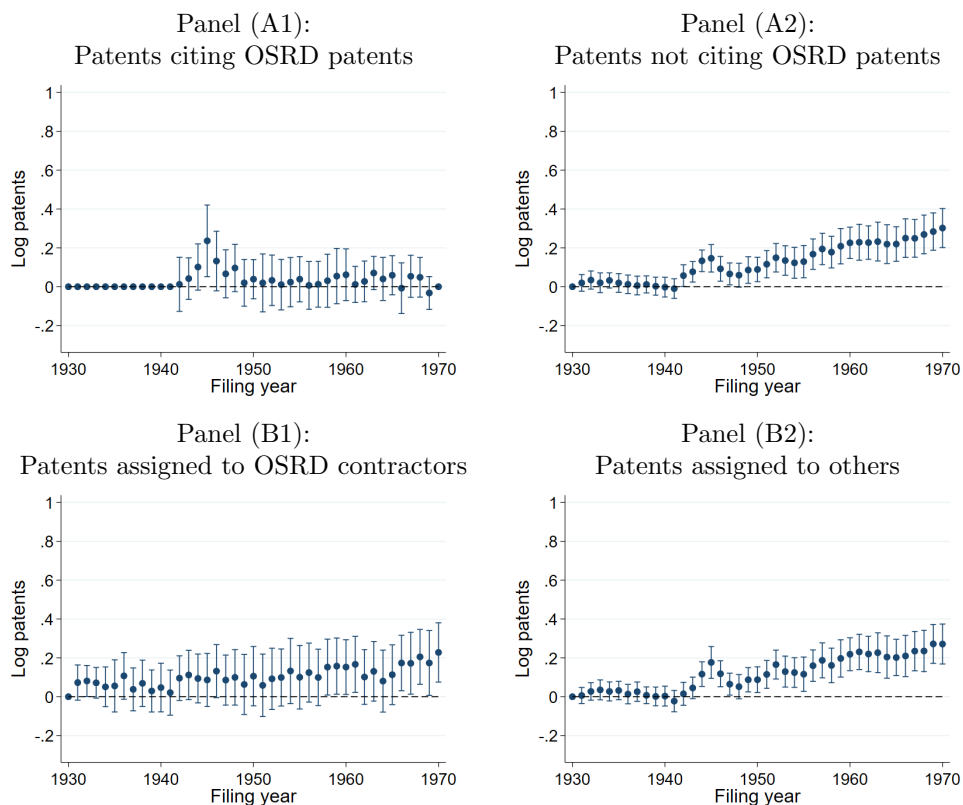 Panel (A1):
Patents citing OSRD patents
1
.8
.6
.4
.2
0
-.2
Log patents
1930 1940 1950 1960 1970
Filing year
Panel (A2):
Patents not citing OSRD patents
1
.8
.6
.4
.2
0
-.2
Log patents
1930 1940 1950 1960 1970
Filing year
Panel (B1):
Patents assigned to OSRD contractors
1
.8
.6
.4
.2
0
-.2
Log patents
1930 1940 1950 1960 1970
Filing year
Panel (B2):
Patents assigned to others
1
.8
.6
.4
.2
0
-.2
Log patents
1930 1940 1950 1960 1970
Filing year